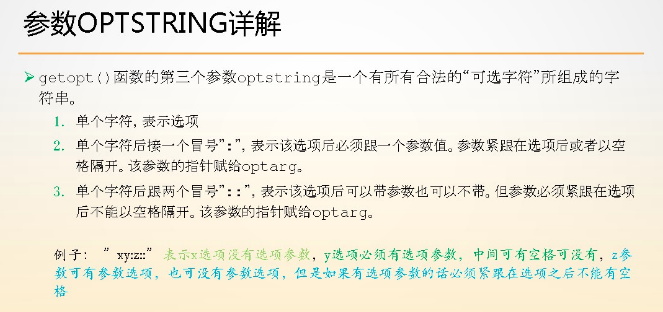 参数OPTSTRING详解
getopt()函数的第三个参数optstring是一个有所有合法的“可选字符”所组成的字
符串。
1. 单个字符，表示选项
2. 单个字符后接一个冒号”:”，表示该选项后必须跟一个参数值。参数紧跟在选项后或者以空
格隔开。该参数的指针赋给optarg。
3. 单个字符后跟两个冒号”::”，表示该选项后可以带参数也可以不带。但参数必须紧跟在选项
后不能以空格隔开。该参数的指针赋给optarg。
例子： ” xy:z::” 表示x选项没有选项参数，y选项必须有选项参数，中间可有空格可没有，z参
数可有参数选项，也可没有参数选项，但是如果有选项参数的话必须紧跟在选项之后不能有空
格